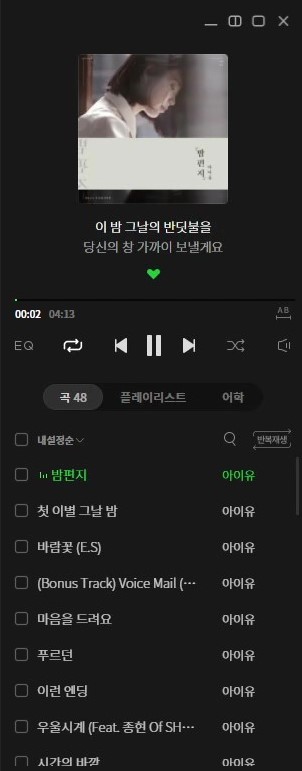 밤편지
이 밤 그날의 반딧불을
당신의 창 가까이 보낼게요
00:02 04:13 AB
EQ
곡 48 플레이리스트 어학
내설정순 반복재생
밤편지 아이유
첫 이별 그날 밤 아이유
바람꽃 (E.S) 아이유
(Bonus Track) Voice Mail (··· 아이유
마음을 드려요 아이유
푸르던 아이유
이런 엔딩 아이유
우울시계 (Feat. 종현 Of SH··· 아이유
시간의 바깥 아이유